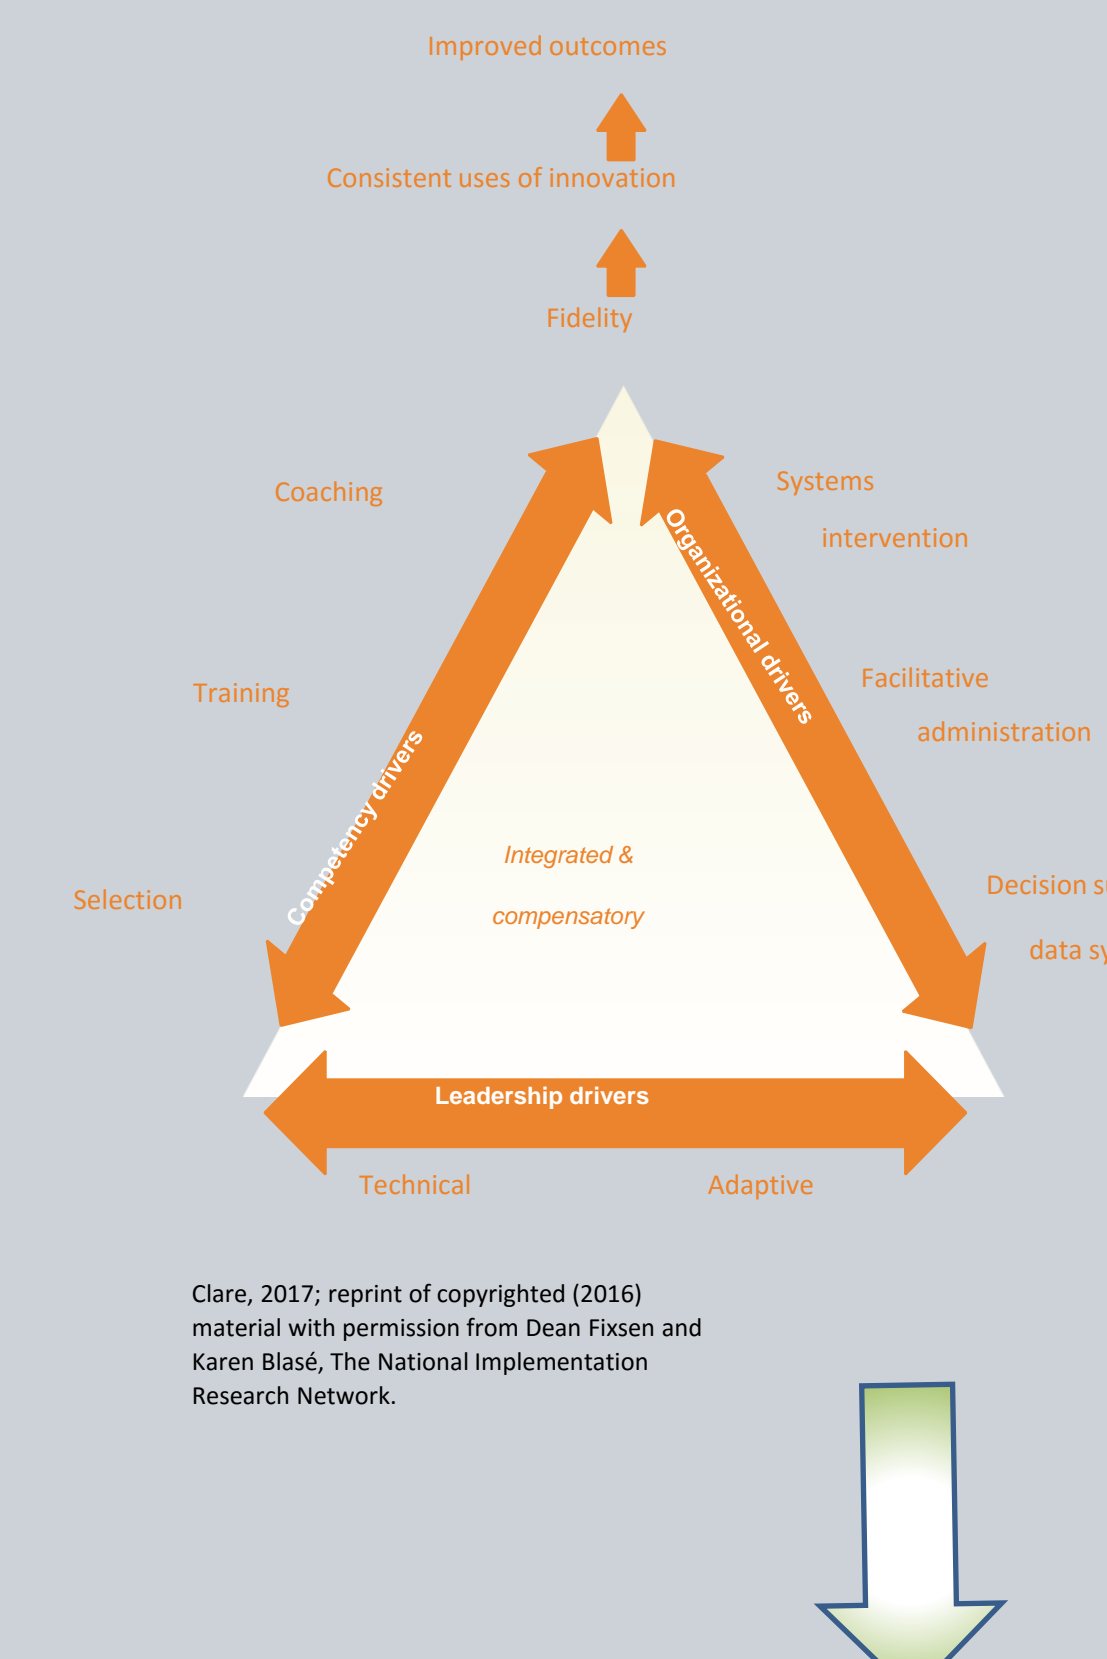 Improved outcomes
Consistent uses of innovation
Fidelity
Coaching
Systems
intervention
Organizational drivers
Training
Facilitative
administration
Competency drivers
Integrated &
compensatory
Selection
Decision
data
Leadership drivers
Technical Adaptive
Clare, 2017; reprint of copyrighted (2016)
material with permission from Dean Fixsen and
Karen Blasé, The National Implementation
Research Network.